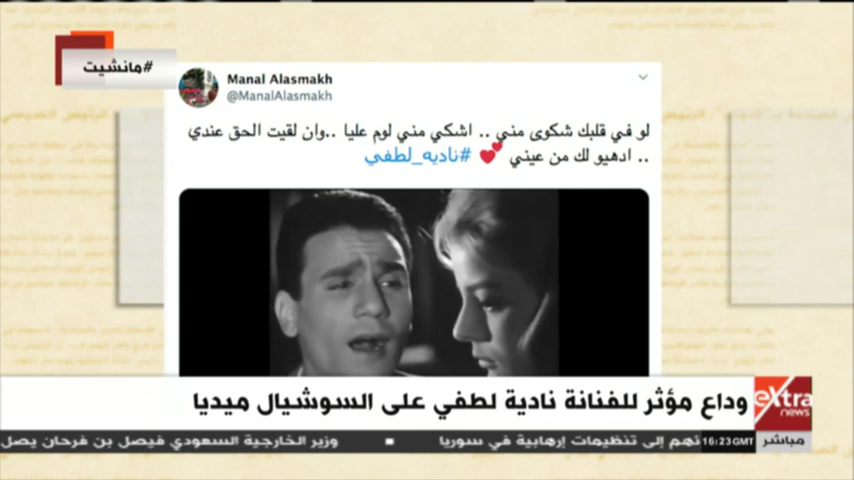 #مانشيت
Manal Alasmakh
@ManalAlasmakh
لو في قلبك شكوى مني .. اشكي مني لوم عليا ..وان لقيت الحق عندي
.. ادهيو لك من عيني 💕 #ناديه_لطفي
وداع مؤثر للفنانة نادية لطفي على السوشيال ميديا
eXtra
news
مباشر
16:23 GMT
تهم إلى تنظيمات إرهابية في سوريا ■ وزير الخارجية السعودي فيصل بن فرحان يصل